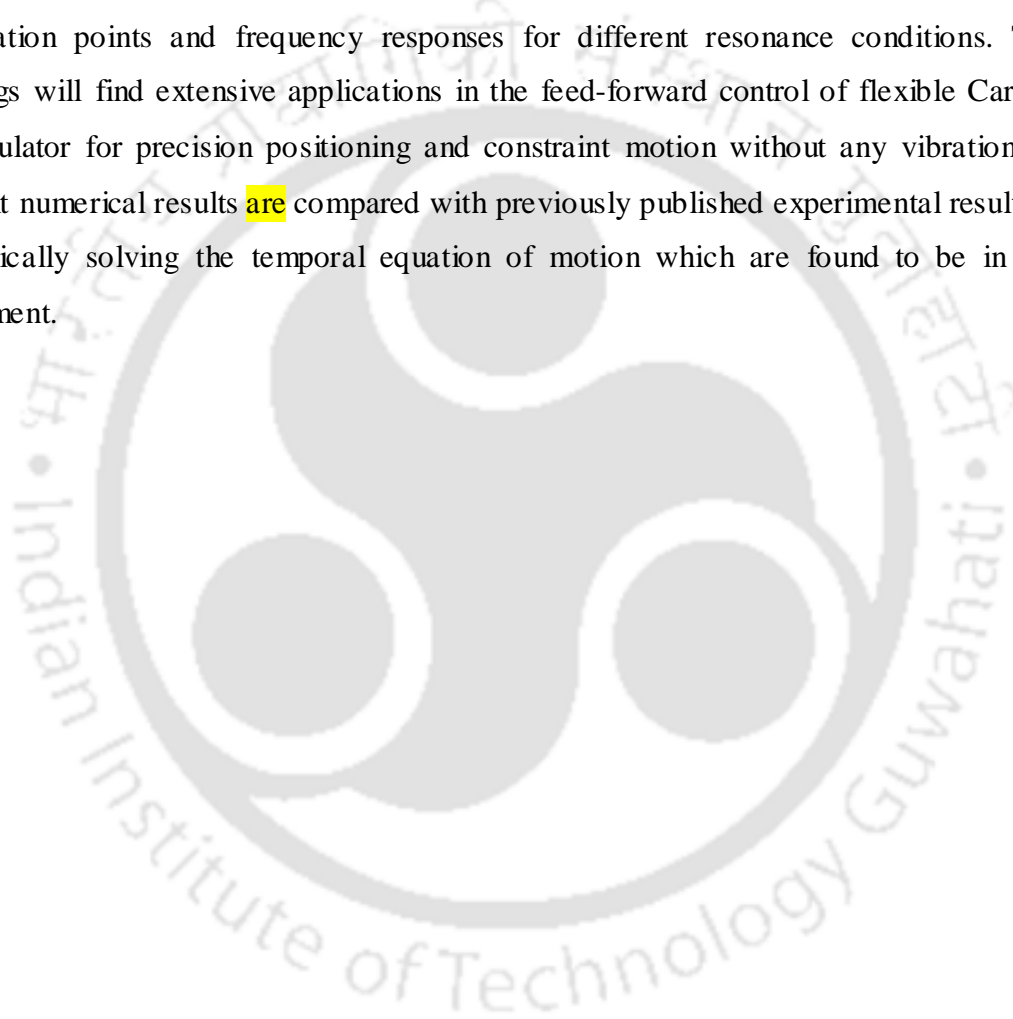 ation points and frequency responses for different resonance conditions.
gs will find extensive applications in the feed-forward control of flexible Car
ulator for precision positioning and constraint motion without any vibration
t numerical results are compared with previously published experimental result
ically solving the temporal equation of motion which are found to be in
ment.
Indian Institute of Technology Guwahati